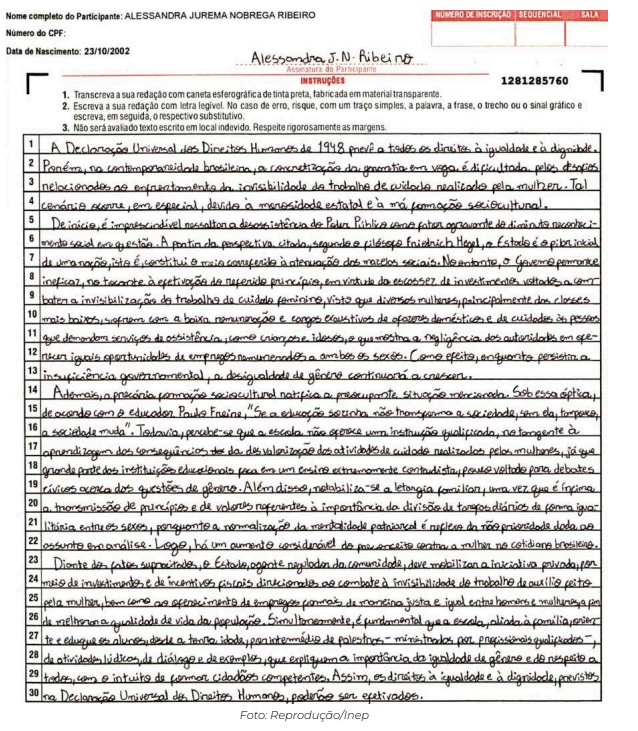 Nome completo do Participante: ALESSANDRA JUREMA NOBREGA RIBEIRO
Número do CPF:
Data de Nascimento: 23/10/2002
NÚMERO DE INSCRIÇÃO SEQUENCIAL SALA
Alessandra J. N. Ribeiro
Assinatura do Participante
INSTRUÇÕES
1281285760
1. Transcreva a sua redação com caneta esferográfica de tinta preta, fabricada em material transparente.
2. Escreva a sua redação com letra legível. No caso de erro, risque, com um traço simples, a palavra, a frase, o trecho ou o sinal gráfico e
escreva, em seguida, o respectivo substitutivo.
3. Não será avaliado texto escrito em local indevido. Respeite rigorosamente as margens.
1 A Declaração Universal dos Direitos Humanos de 1948 prevê a todos os direitos à igualdade e à dignidade.
2 Porém, na contemporaneidade brasileira, a concretização da garantia em voga é dificultada pelos desafios
3 relacionados ao enfrentamento da invisibilidade do trabalho de cuidado realizado pela mulher. Tal
4 cenário ocorre, em especial, devido à morosidade estatal e à má formação sociocultural.
5 De início, é imprescindível ressaltar a desassistência do Poder Público como fator agravante do diminuto reconheci-
6 mento social em questão. A partir da perspectiva citada, segundo o filósofo Friedrich Hegel, o Estado é o pilar inicial
7 de uma nação, isto é, constitui o meio conferido à atenuação das mazelas sociais. No entanto, o Governo permanece
8 ineficaz, no tocante à efetivação do referido princípio, em virtude da escassez de investimentos voltados a com
9 bater a invisibilização do trabalho de cuidado feminino, visto que diversas mulheres, principalmente das classes
10 mais baixas, sofrem com a baixa remuneração e cargas exaustivas de afazeres domésticos e de cuidados às pessoas
11 que demandam serviços de assistência, como crianças e idosos, o que mostra a negligência das autoridades em ofe-
12 recer iguais oportunidades de empregos remunerados a ambos os sexos. Como efeito, enquanto persistir a
13 insuficiência governamental, a desigualdade de gênero continuará a crescer.
14 Ademais, a precária formação sociocultural ratifica a preocupante situação mencionada. Sob essa óptica,
15 de acordo com o educador Paulo Freire, "Se a educação sozinha não transforma a sociedade, sem ela, tampouco,
16 a sociedade muda". Todavia, percebe-se que a escola não oferece uma instrução qualificada, no tangente à
17 aprendizagem das consequências da desvalorização das atividades de cuidado realizadas pelas mulheres, já que
18 grande parte das instituições educacionais foca em um ensino extremamente conteudista, pouco voltado para debates
19 cívicos acerca das questões de gênero. Além disso, notabiliza-se a letargia familiar, uma vez que é ínfima
20 a transmissão de princípios e de valores referentes à importância da divisão de tarefas diárias de forma igua-
21 litária entre os sexos, porquanto a normalização da mentalidade patriarcal é reflexo da não prioridade dada ao
22 assunto em análise. Logo, há um aumento considerável do preconceito contra a mulher no cotidiano brasileiro.
23 Diante dos fatos supracitados, o Estado, agente regulador da comunidade, deve mobilizar a iniciativa privada, por
24 meio de investimentos e de incentivos fiscais direcionados ao combate à invisibilidade do trabalho de auxílio feito
25 pela mulher, bem como ao oferecimento de empregos formais de maneira justa e igual entre homens e mulheres, a fim
26 de melhorar a qualidade de vida da população. Simultaneamente, é fundamental que a escola, aliada à família, orien-
27 te e eduque os alunos, desde a tenra idade, por intermédio de palestras - ministradas por profissionais qualificados -,
28 de atividades lúdicas, de diálogo e de exemplos, que expliquem a importância da igualdade de gênero e do respeito a
29 todos, com o intuito de formar cidadãos competentes. Assim, os direitos à igualdade e à dignidade, previstos
30 na Declaração Universal dos Direitos Humanos, poderão ser efetivados.
Foto: Reprodução/Inep